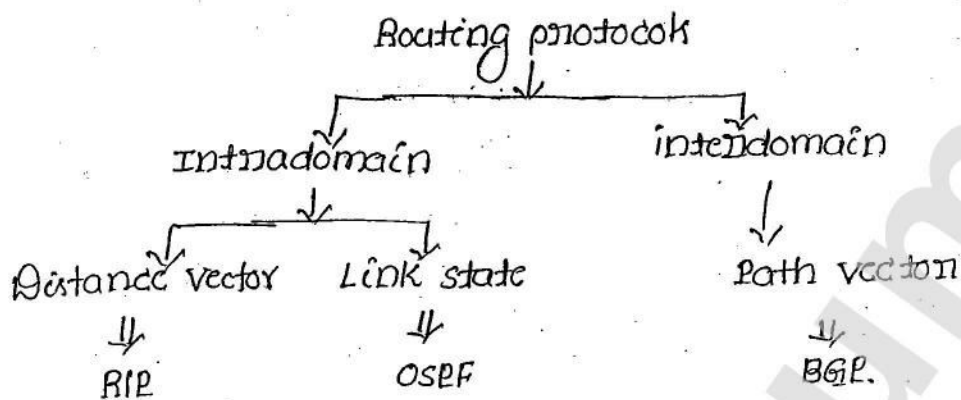 Routing protocols
Intradomain interdomain
Distance vector Link state Path vector
RIP OSPF BGP.